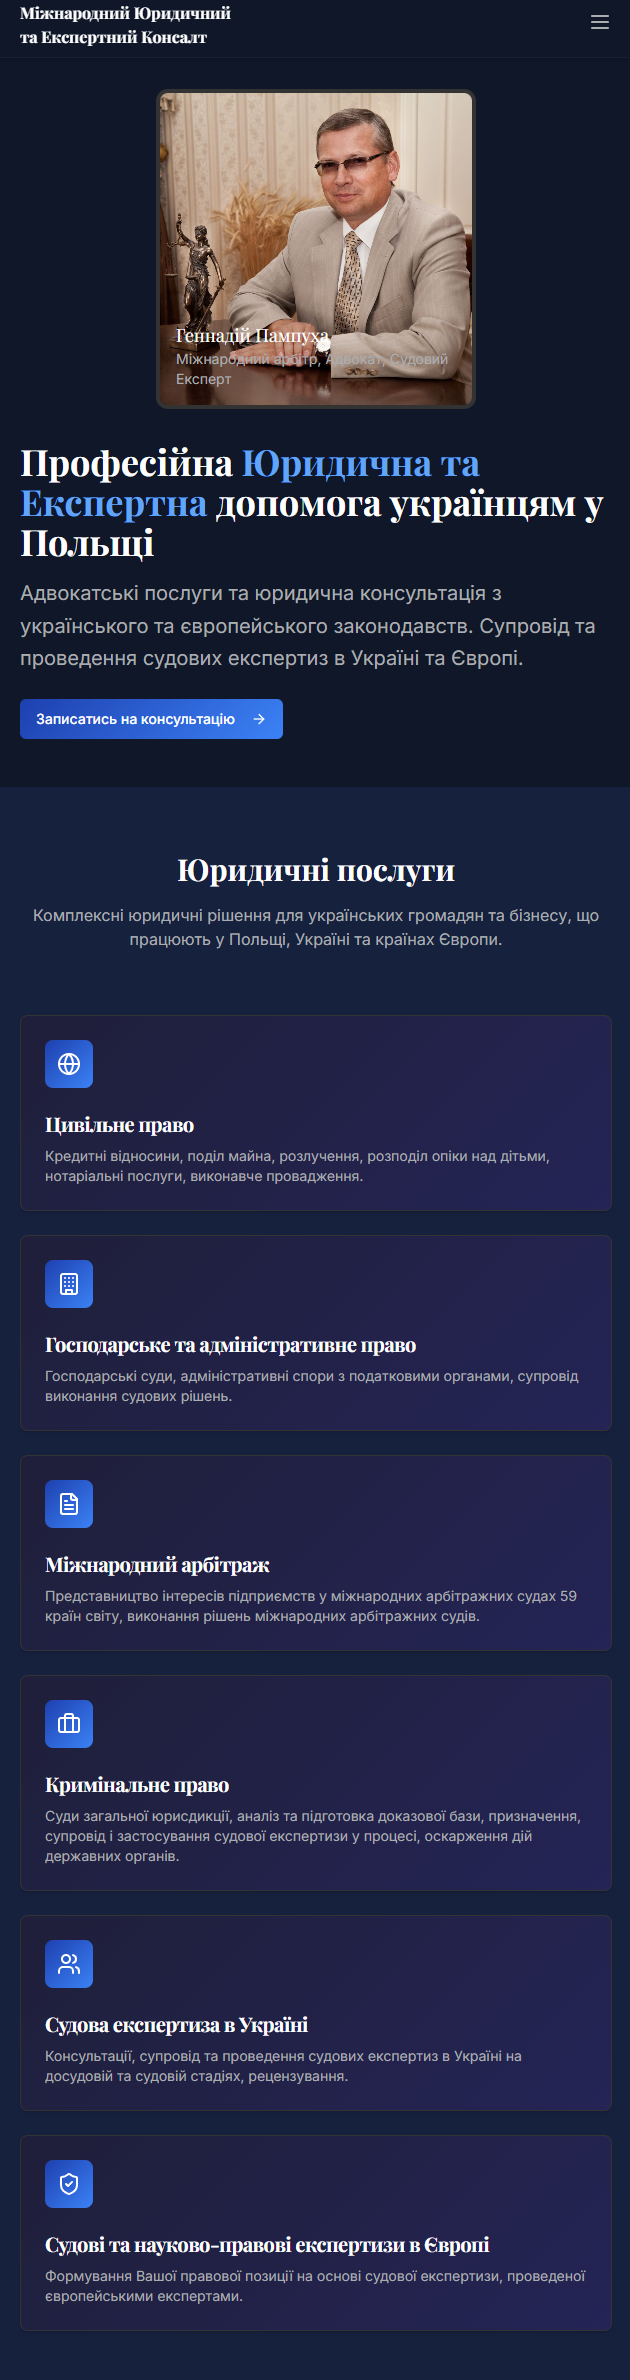 Міжнародний Юридичний
та Експертний Консалт
Геннадій Пампуха
Міжнародний арбітр, Адвокат, Судовий
Експерт
Професійна Юридична та
Експертна допомога українцям у
Польщі
Адвокатські послуги та юридична консультація з
українського та європейського законодавств. Супровід та
проведення судових експертиз в Україні та Європі.
Записатись на консультацію
Юридичні послуги
Комплексні юридичні рішення для українських громадян та бізнесу, що
працюють у Польщі, Україні та країнах Європи.
Цивільне право
Кредитні відносини, поділ майна, розлучення, розподіл опіки над дітьми,
нотаріальні послуги, виконавче провадження.
Господарське та адміністративне право
Господарські суди, адміністративні спори з податковими органами, супровід
виконання судових рішень.
Міжнародний арбітраж
Представництво інтересів підприємств у міжнародних арбітражних судах 59
країн світу, виконання рішень міжнародних арбітражних судів.
Кримінальне право
Суди загальної юрисдикції, аналіз та підготовка доказової бази, призначення,
супровід і застосування судової експертизи у процесі, оскарження дій
державних органів.
Судова експертиза в Україні
Консультації, супровід та проведення судових експертиз в Україні на
досудовій та судовій стадіях, рецензування.
Судові та науково-правові експертизи в Європі
Формування Вашої правової позиції на основі судової експертизи, проведеної
європейськими експертами.